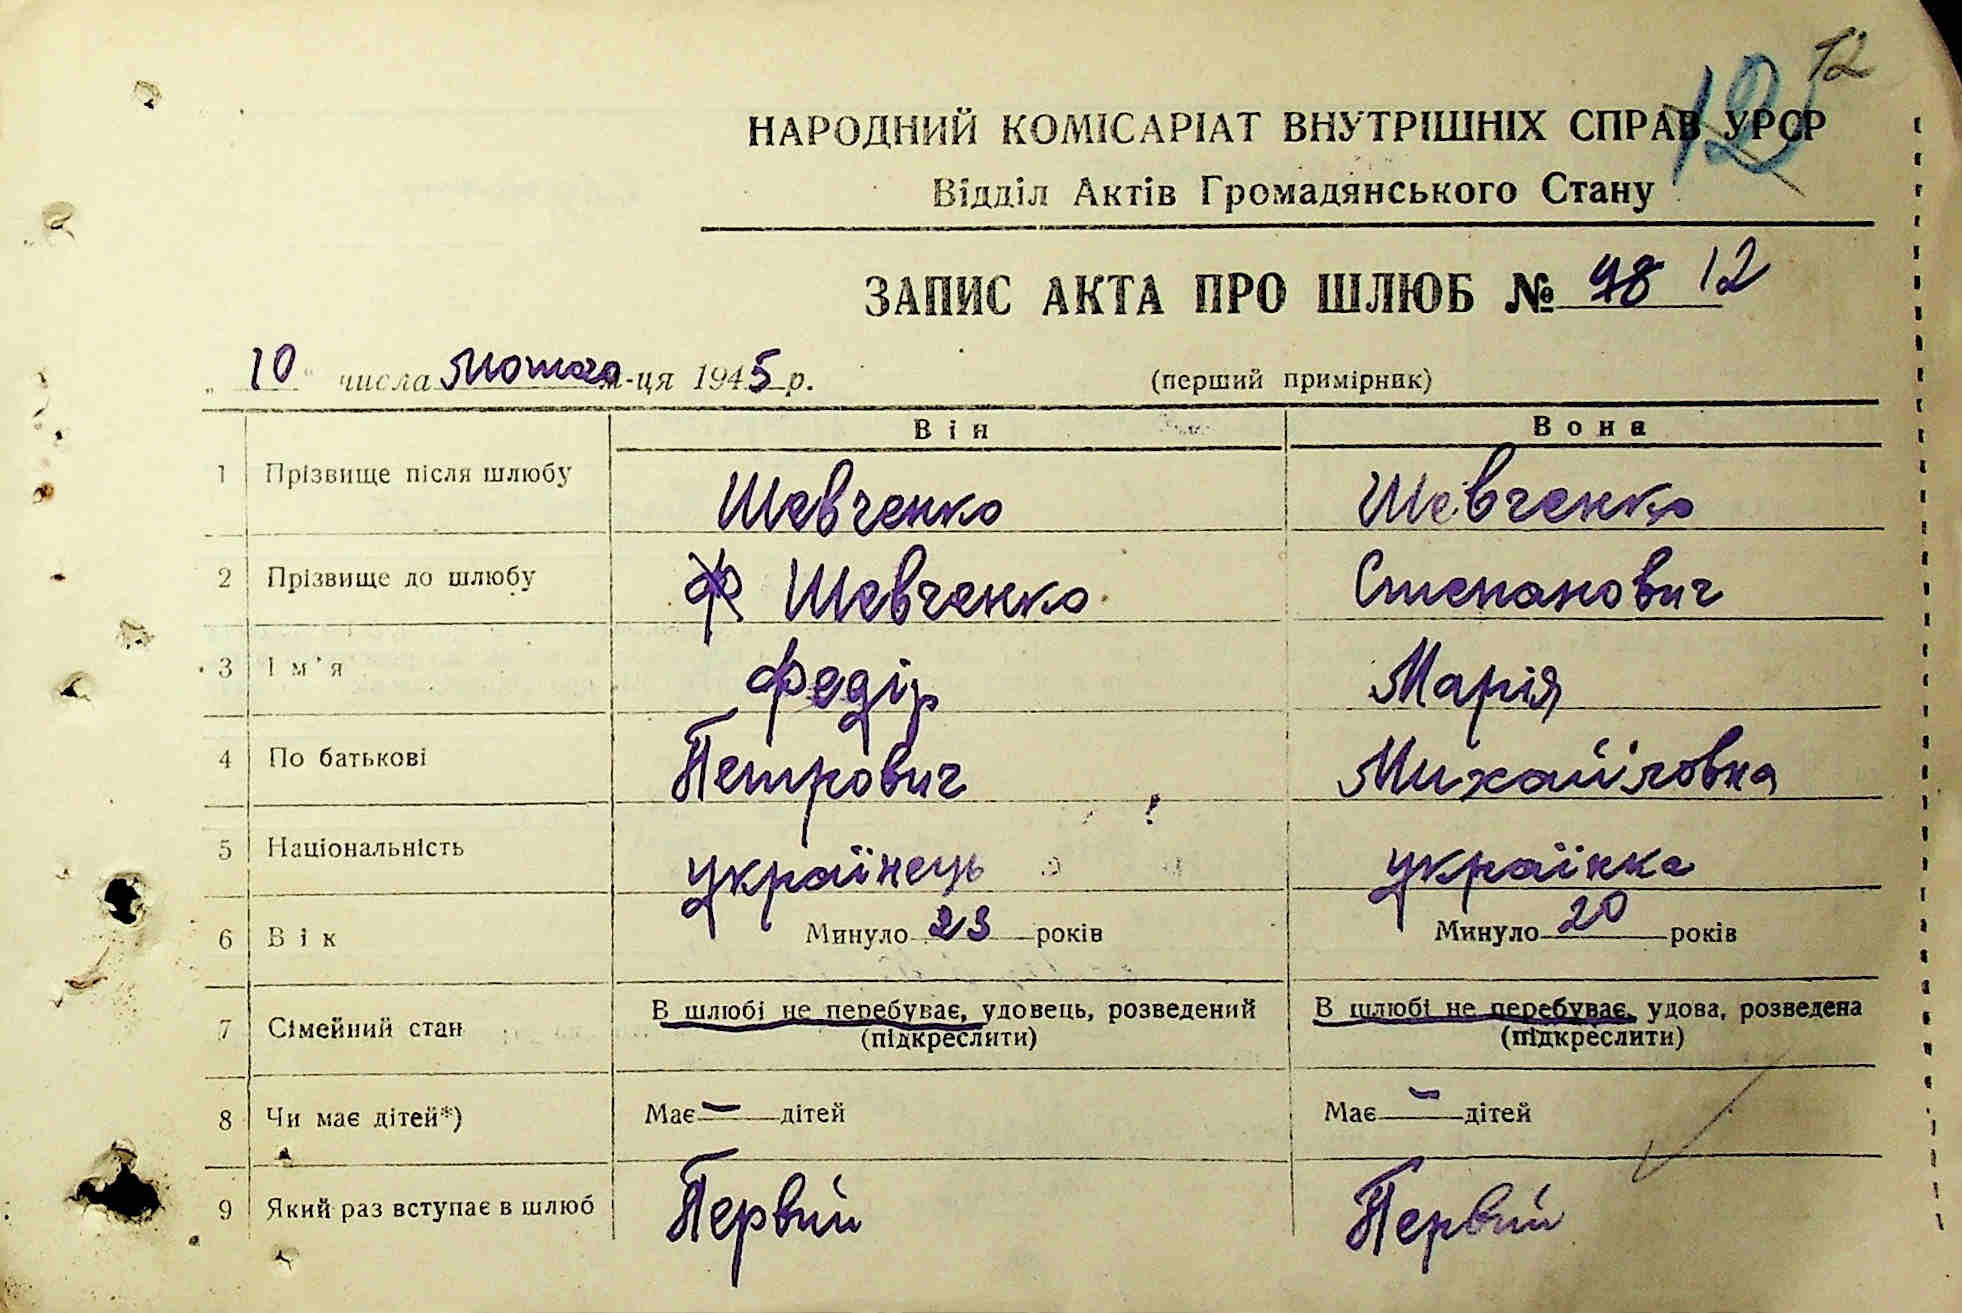 12
12
НАРОДНИЙ КОМІСАРІАТ ВНУТРІШНІХ СПРАВ УРСР
Відділ Актів Громадянського Стану
ЗАПИС АКТА ПРО ШЛЮБ № 98 12
„ 10 " числа Лютого м-ця 1945 р. (перший примірник)
Він Вона
1 Прізвище після шлюбу Шевченко Шевченко
2 Прізвище до шлюбу Ф Шевченко Степанович
3 Ім'я Федір Марія
4 По батькові Петрович Михайловна
5 Національність українець українка
6 Вік Минуло 23 років Минуло 20 років
7 Сімейний стан В шлюбі не перебуває, удовець, розведений (підкреслити) В шлюбі не перебуває, удова, розведена (підкреслити)
8 Чи має дітей*) Має — дітей Має — дітей
9 Який раз вступає в шлюб Первий Первий